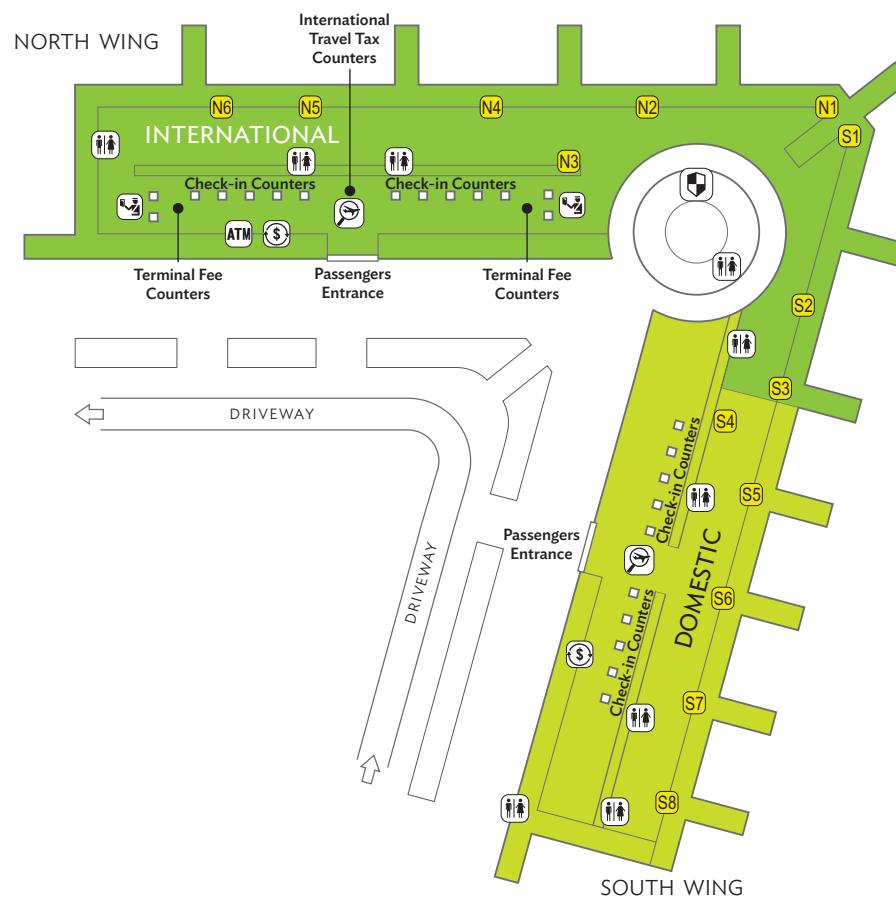 International
Travel Tax
Counters
NORTH WING
N6
N5
N4
N2
N1
S1
INTERNATIONAL
N3
Check-in Counters
Check-in Counters
ATM
$
Terminal Fee
Counters
Passengers
Entrance
Terminal Fee
Counters
S2
S3
DRIVEWAY
S4
Check-in Counters
S5
Passengers
Entrance
DOMESTIC
DRIVEWAY
S6
Check-in Counters
$
S7
S8
SOUTH WING